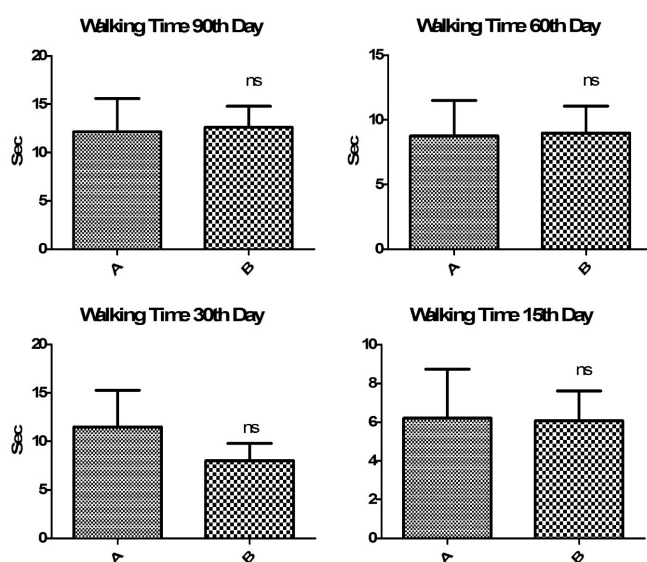 Walking Time 90th Day
20
15
10
5
0
Sec
ns
A
B
Walking Time 60th Day
15
10
5
0
Sec
ns
A
B
Walking Time 30th Day
20
15
10
5
0
Sec
ns
A
B
Walking Time 15th Day
10
8
6
4
2
0
ns
A
B